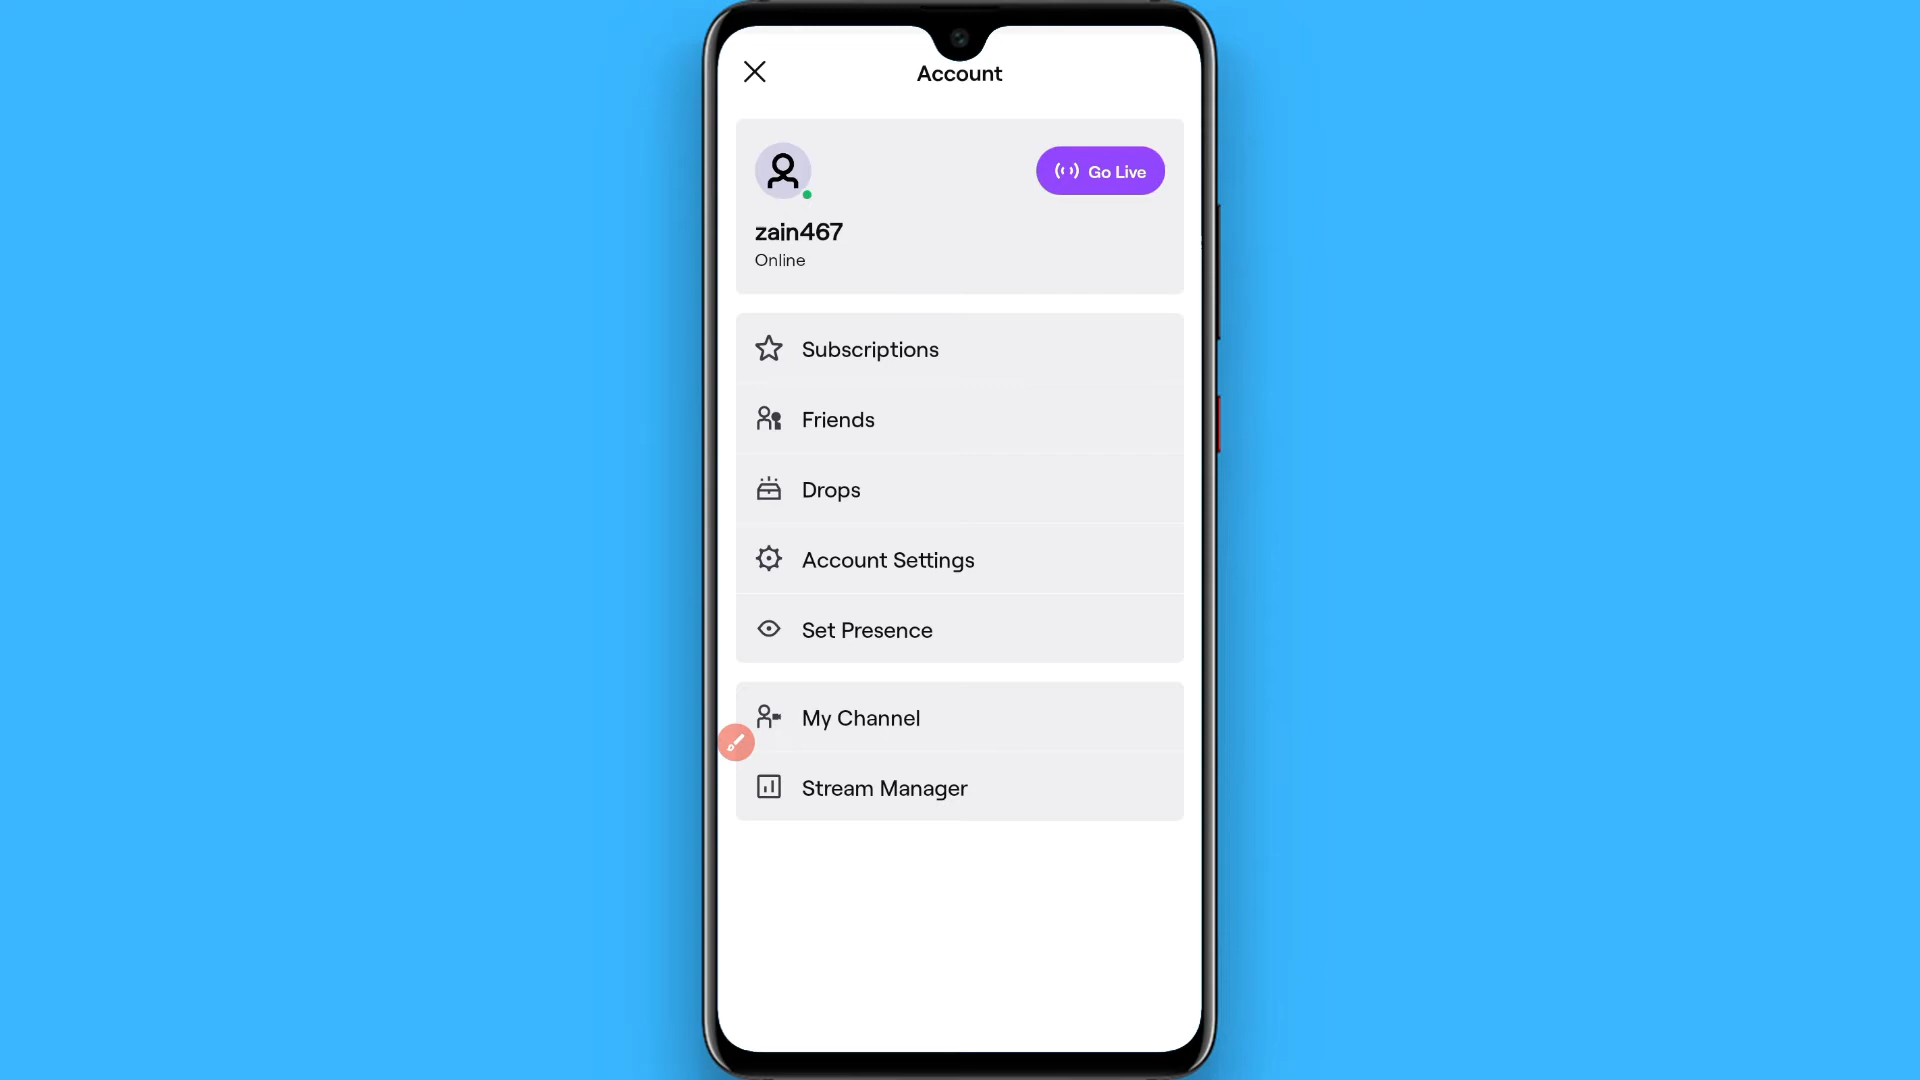 Account
Go Live
zain467
Online
Subscriptions
Friends
Drops
Account Settings
Set Presence
My Channel
Stream Manager